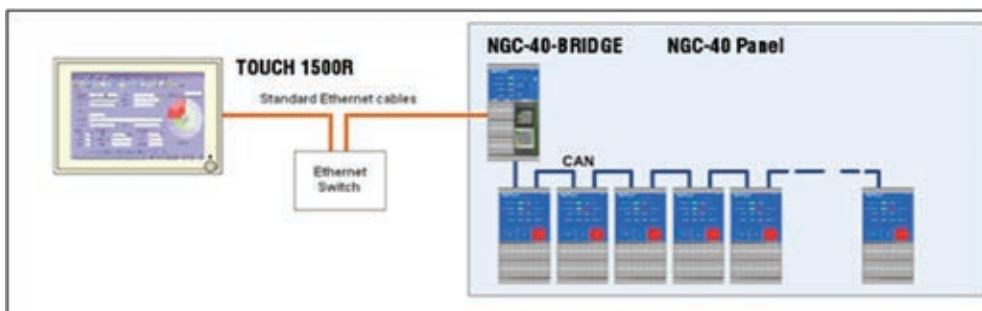 NGC-40-BRIDGE NGC-40 Panel
TOUCH 1500R
Standard Ethernet cables
Ethernet
Switch
CAN